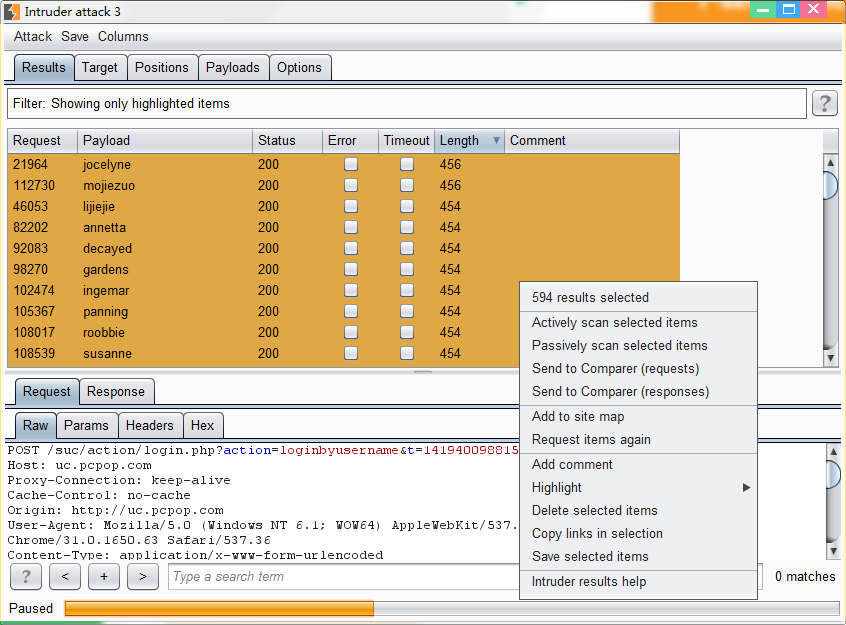 Intruder attack 3
Attack Save Columns
Results Target Positions Payloads Options
Filter: Showing only highlighted items ?
Request Payload Status Error Timeout Length Comment
21964 jocelyne 200 456
112730 mojiezuo 200 456
46053 lijiejie 200 454
82202 annetta 200 454
92083 decayed 200 454
98270 gardens 200 454
102474 ingemar 200 454
105367 panning 200 454
108017 roobbie 200 454
108539 susanne 200 454
594 results selected
Actively scan selected items
Passively scan selected items
Send to Comparer (requests)
Send to Comparer (responses)
Add to site map
Request items again
Add comment
Highlight
Delete selected items
Copy links in selection
Save selected items
Intruder results help
Request Response
Raw Params Headers Hex
POST /suc/action/login.php?action=loginbyusername&t=141940098815
Host: uc.pcpop.com
Proxy-Connection: keep-alive
Cache-Control: no-cache
Origin: http://uc.pcpop.com
User-Agent: Mozilla/5.0 (Windows NT 6.1; WOW64) AppleWebKit/537.
Chrome/31.0.1650.63 Safari/537.36
Content-Type: application/x-www-form-urlencoded
? < + > Type a search term 0 matches
Paused